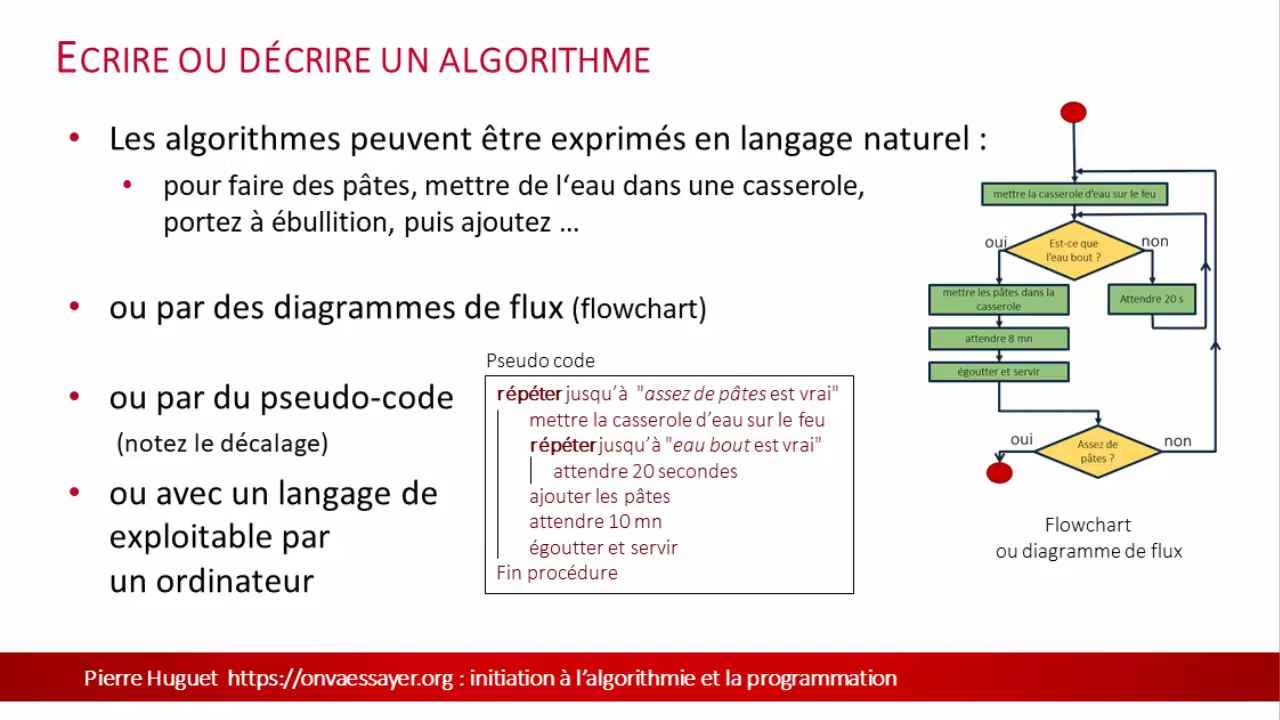 ECRIRE OU DÉCRIRE UN ALGORITHME
• Les algorithmes peuvent être exprimés en langage naturel :
• pour faire des pâtes, mettre de l‘eau dans une casserole,
portez à ébullition, puis ajoutez …
• ou par des diagrammes de flux (flowchart)
• ou par du pseudo-code
(notez le décalage)
• ou avec un langage de
exploitable par
un ordinateur
Pseudo code
répéter jusqu’à "assez de pâtes est vrai"
mettre la casserole d’eau sur le feu
répéter jusqu’à "eau bout est vrai"
attendre 20 secondes
ajouter les pâtes
attendre 10 mn
égoutter et servir
Fin procédure
mettre la casserole d’eau sur le feu
oui
Est-ce que
l’eau bout ?
non
mettre les pâtes dans la
casserole
Attendre 20 s
attendre 8 mn
égoutter et servir
oui
Assez de
pâtes ?
non
Flowchart
ou diagramme de flux
Pierre Huguet https://onvaessayer.org : initiation à l’algorithmie et la programmation